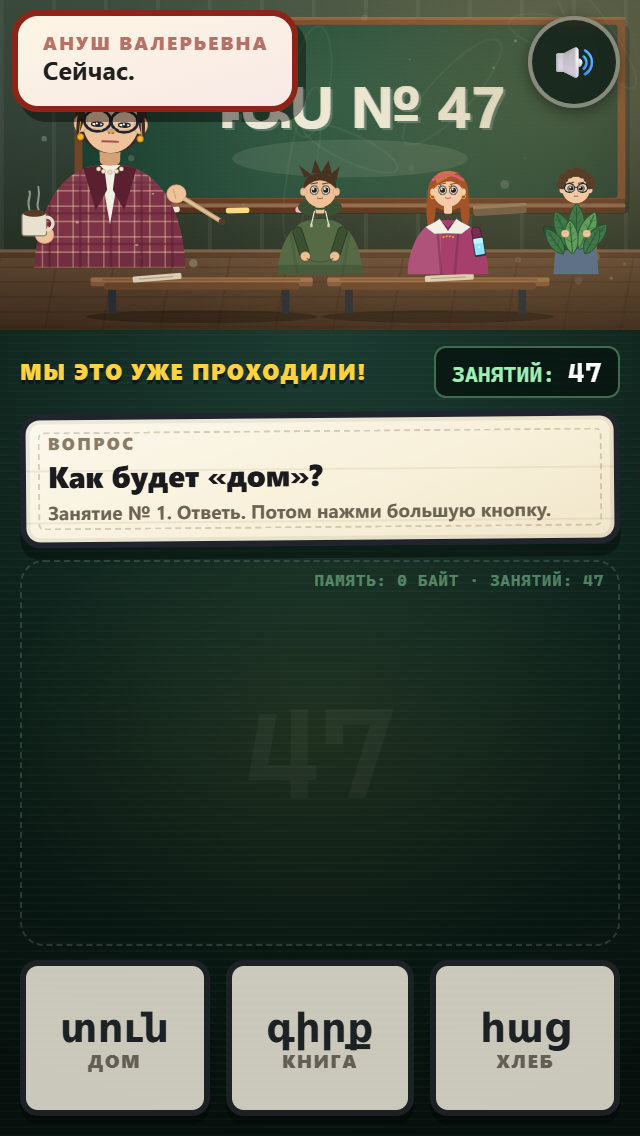 АНУШ ВАЛЕРЬЕВНА
Сейчас.
№ 47
МЫ ЭТО УЖЕ ПРОХОДИЛИ!
ЗАНЯТИЙ: 47
ВОПРОС
Как будет «дом»?
Занятие № 1. Ответь. Потом нажми большую кнопку.
ПАМЯТЬ: 0 БАЙТ · ЗАНЯТИЙ: 47
47
տուն
ДОМ
գիրք
КНИГА
հաց
ХЛЕБ